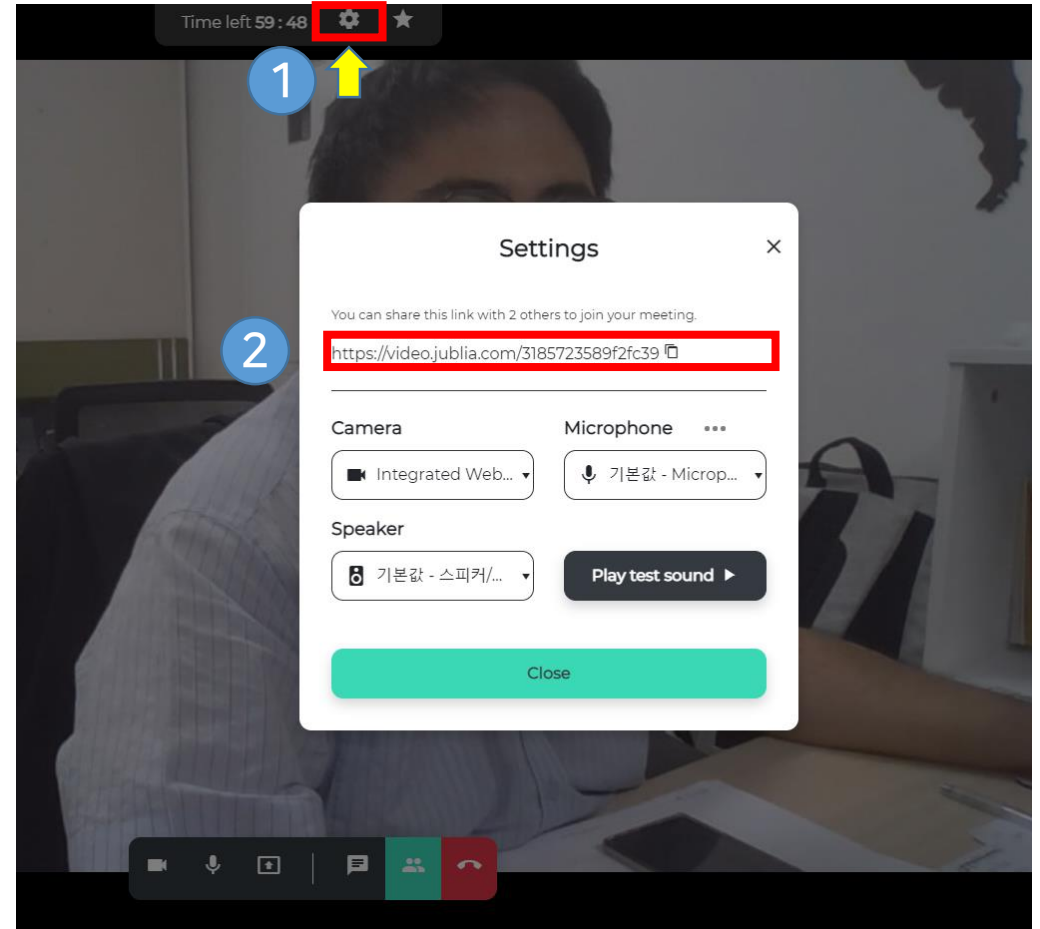 Time left 59 : 48
1
Settings
You can share this link with 2 others to join your meeting.
2
https://video.jublia.com/3185723589f2fc39
Camera
Microphone
Integrated Web...
기본값 - Microp...
Speaker
기본값 - 스피커/...
Play test sound
Close